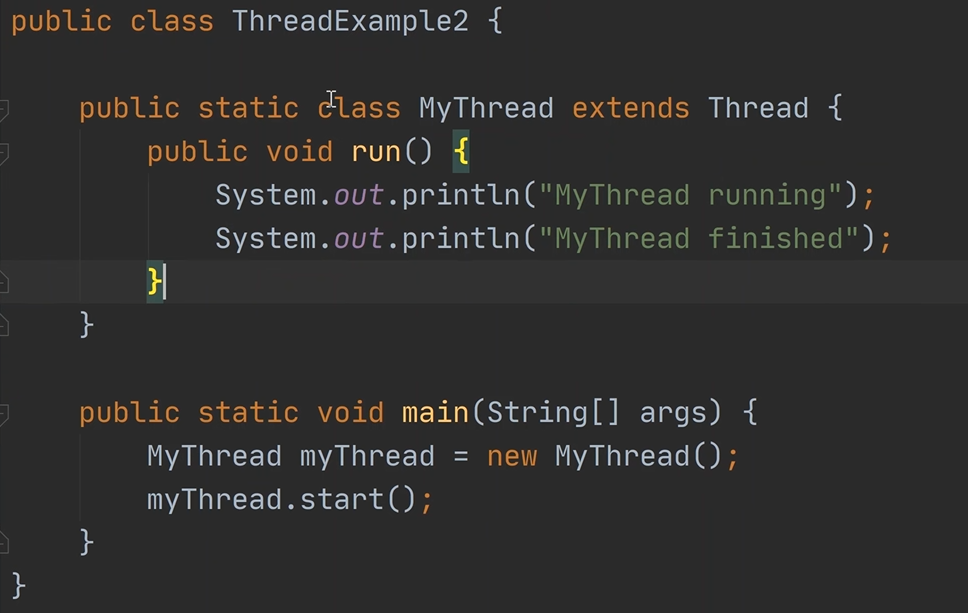 public class ThreadExample2 {
    public static class MyThread extends Thread {
        public void run() {
            System.out.println("MyThread running");
            System.out.println("MyThread finished");
        }
    }
    public static void main(String[] args) {
        MyThread myThread = new MyThread();
        myThread.start();
    }
}